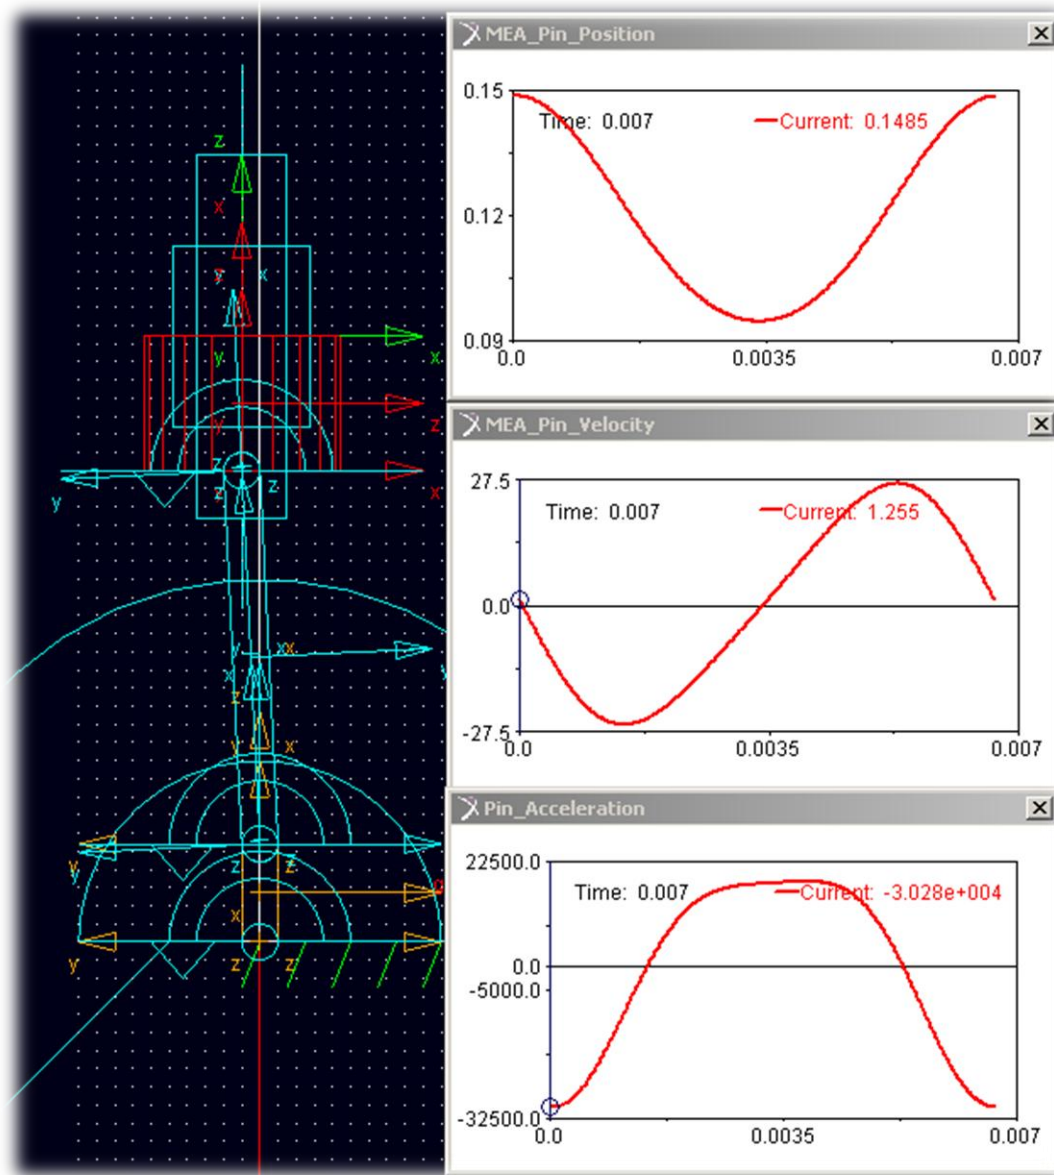 MEA_Pin_Position
0.15
Time: 0.007
Current: 0.1485
0.12
0.09
0.0
0.0035
0.007
MEA_Pin_Velocity
27.5
Time: 0.007
Current: 1.255
0.0
-27.5
0.0
0.0035
0.007
Pin_Acceleration
22500.0
Time: 0.007
Current: -3.028e+004
0.0
-5000.0
-32500.0
0.0
0.0035
0.007
z
x
z
x
y
x
y
z
z
y
z
z
x
x
z
y
x
y
z
z
x
y
z
z